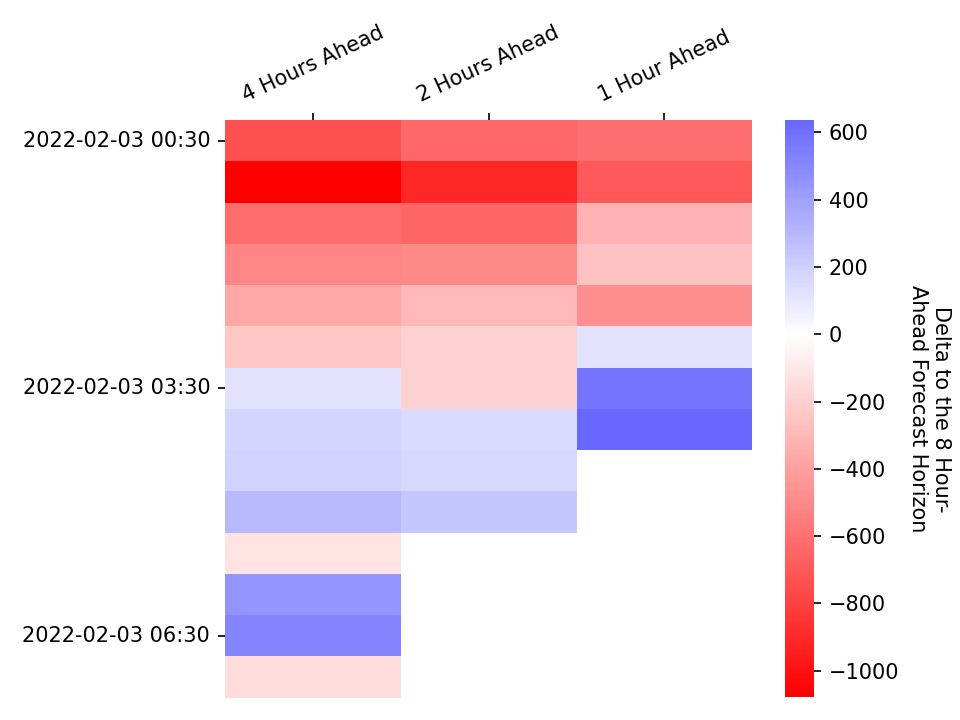 4 Hours Ahead
2 Hours Ahead
1 Hour Ahead
2022-02-03 00:30
2022-02-03 03:30
2022-02-03 06:30
600
400
200
0
−200
−400
−600
−800
−1000
Delta to the 8 Hour-
Ahead Forecast Horizon